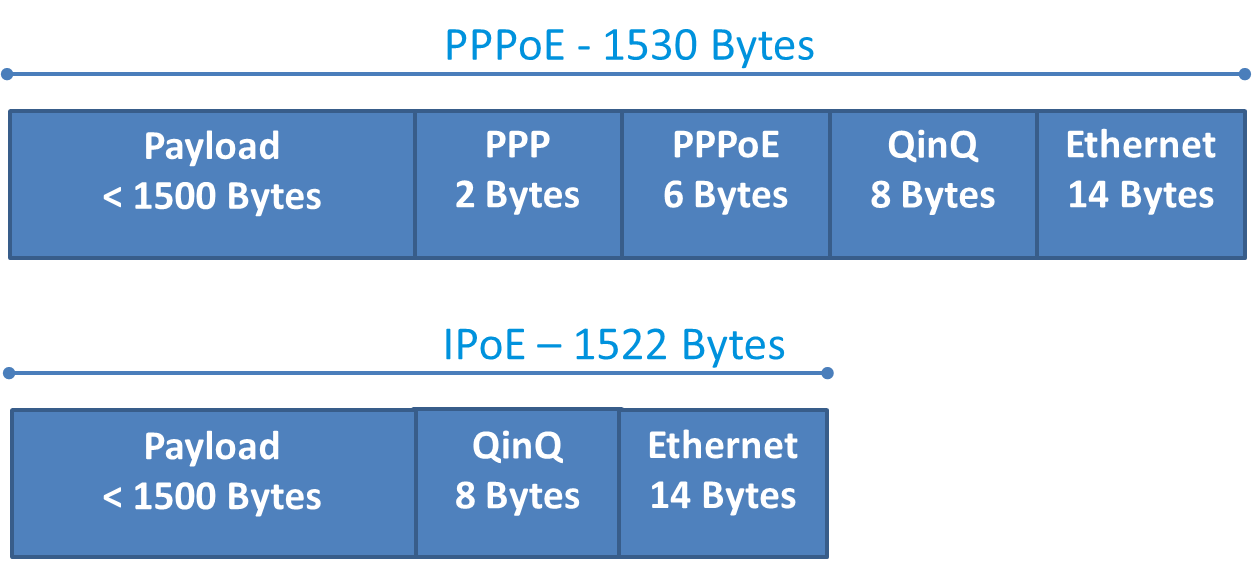 PPPoE - 1530 Bytes
Payload
< 1500 Bytes
PPP
2 Bytes
PPPoE
6 Bytes
QinQ
8 Bytes
Ethernet
14 Bytes
IPoE – 1522 Bytes
Payload
< 1500 Bytes
QinQ
8 Bytes
Ethernet
14 Bytes